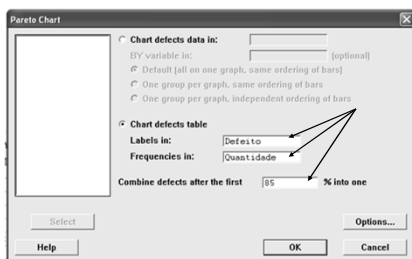 Pareto Chart
Chart defects data in:
BY variable in: (optional)
Default (all on one graph, same ordering of bars)
One group per graph, same ordering of bars
One group per graph, independent ordering of bars
Chart defects table
Labels in: Defeito
Frequencies in: Quantidade
Combine defects after the first 85 % into one
Select Options...
Help OK Cancel